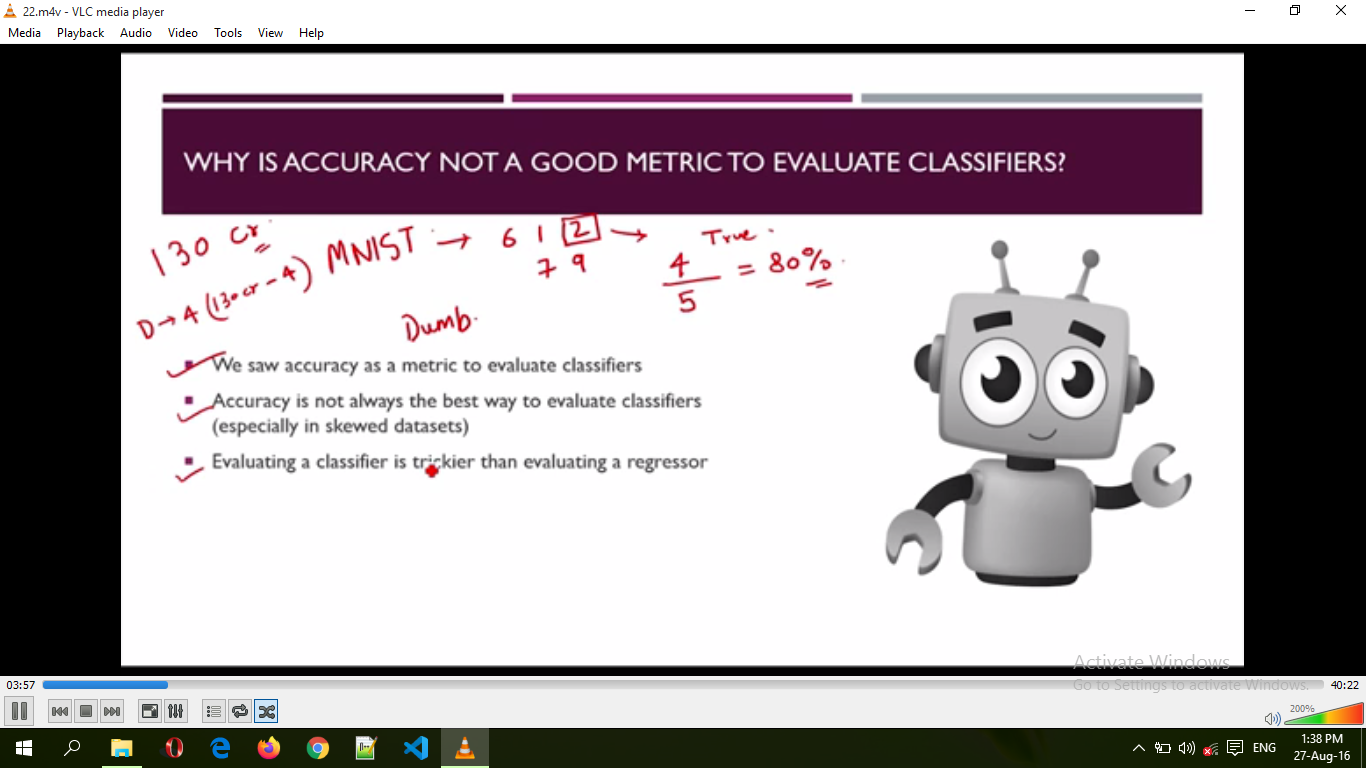 22.m4v - VLC media player
Media Playback Audio Video Tools View Help
WHY IS ACCURACY NOT A GOOD METRIC TO EVALUATE CLASSIFIERS?
130 Cr.
MNIST → 6 1 2 → True.
7 9
4/5 = 80%.
D → 4 (130 cr - 4)
Dumb.
We saw accuracy as a metric to evaluate classifiers
Accuracy is not always the best way to evaluate classifiers
(especially in skewed datasets)
Evaluating a classifier is trickier than evaluating a regressor
Activate Windows
Go to Settings to activate Windows.
03:57
40:22
200%
ENG
1:38 PM
27-Aug-16